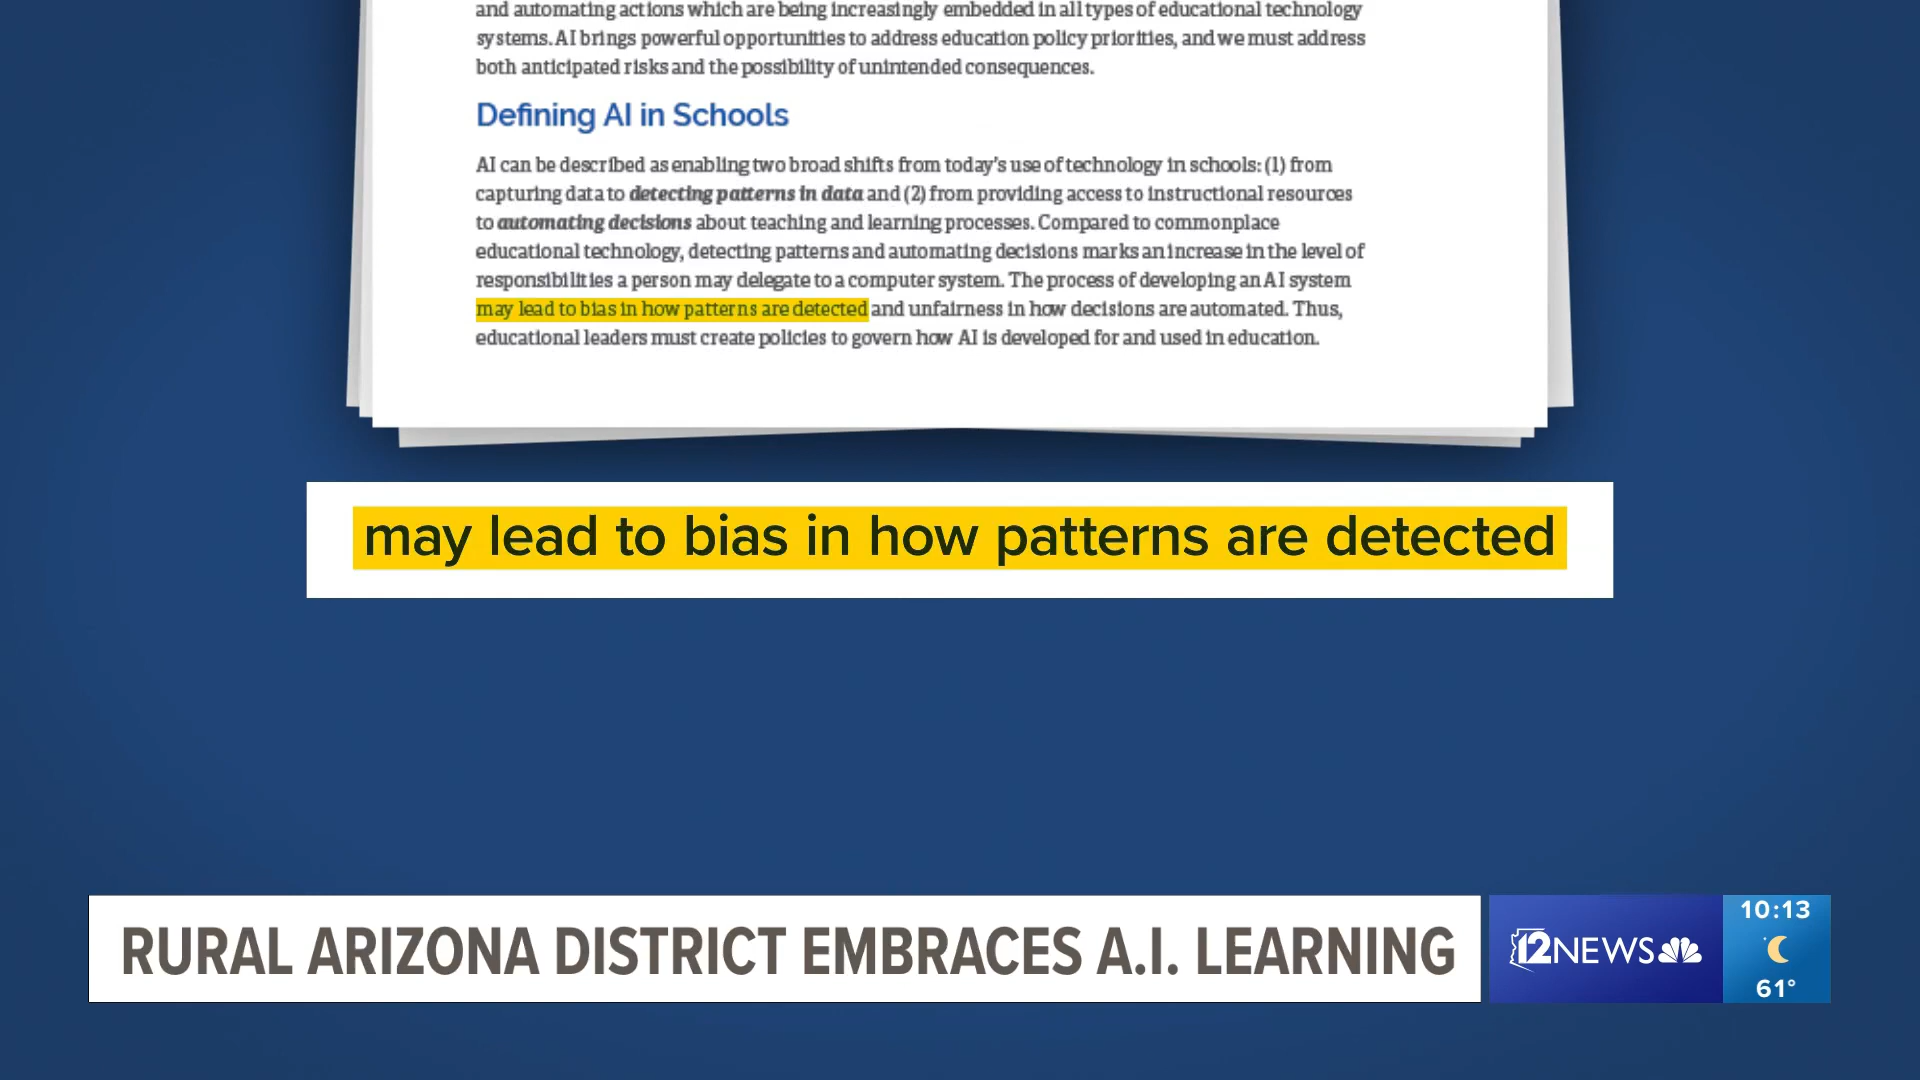 and automating actions which are being increasingly embedded in all types of educational technology
systems. AI brings powerful opportunities to address education policy priorities, and we must address
both anticipated risks and the possibility of unintended consequences.
Defining AI in Schools
AI can be described as enabling two broad shifts from today's use of technology in schools: (1) from
capturing data to detecting patterns in data and (2) from providing access to instructional resources
to automating decisions about teaching and learning processes. Compared to commonplace
educational technology, detecting patterns and automating decisions marks an increase in the level of
responsibilities a person may delegate to a computer system. The process of developing an AI system
may lead to bias in how patterns are detected and unfairness in how decisions are automated. Thus,
educational leaders must create policies to govern how AI is developed for and used in education.
may lead to bias in how patterns are detected
RURAL ARIZONA DISTRICT EMBRACES A.I. LEARNING
12NEWS
10:13
61°